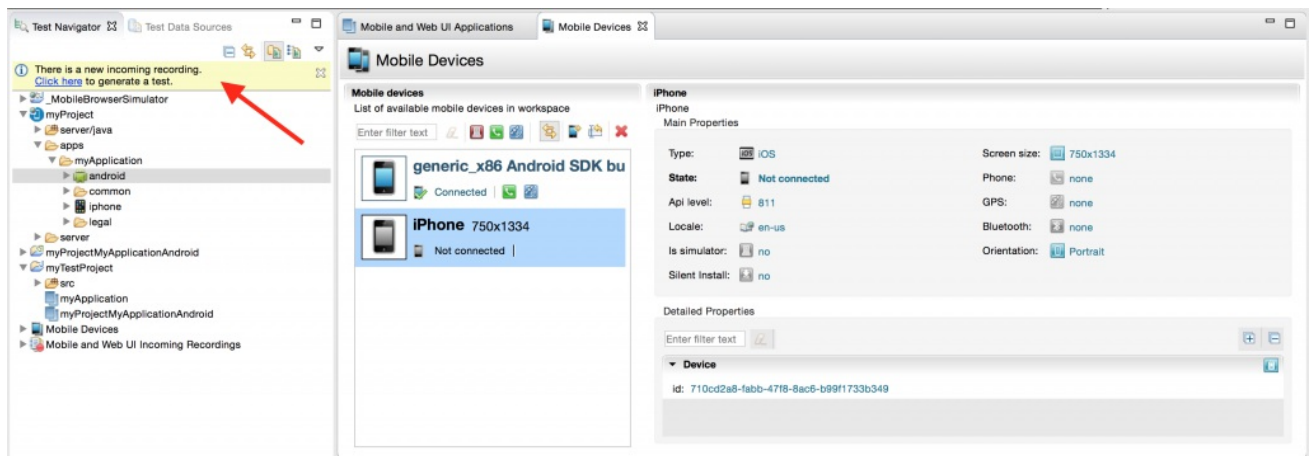 Test Navigator
Test Data Sources
There is a new incoming recording.
Click here to generate a test.
_MobileBrowserSimulator
myProject
server/java
apps
myApplication
android
common
iphone
legal
server
myProjectMyApplicationAndroid
myTestProject
src
myApplication
myProjectMyApplicationAndroid
Mobile Devices
Mobile and Web UI Incoming Recordings
Mobile and Web UI Applications
Mobile Devices
Mobile Devices
Mobile devices
List of available mobile devices in workspace
Enter filter text
generic_x86 Android SDK bu
Connected
iPhone 750x1334
Not connected
iPhone
iPhone
Main Properties
Type: iOS
Screen size: 750x1334
State: Not connected
Phone: none
Api level: 811
GPS: none
Locale: en-us
Bluetooth: none
Is simulator: no
Orientation: Portrait
Silent Install: no
Detailed Properties
Enter filter text
Device
id: 710cd2a8-fabb-47f8-8ac6-b99f1733b349